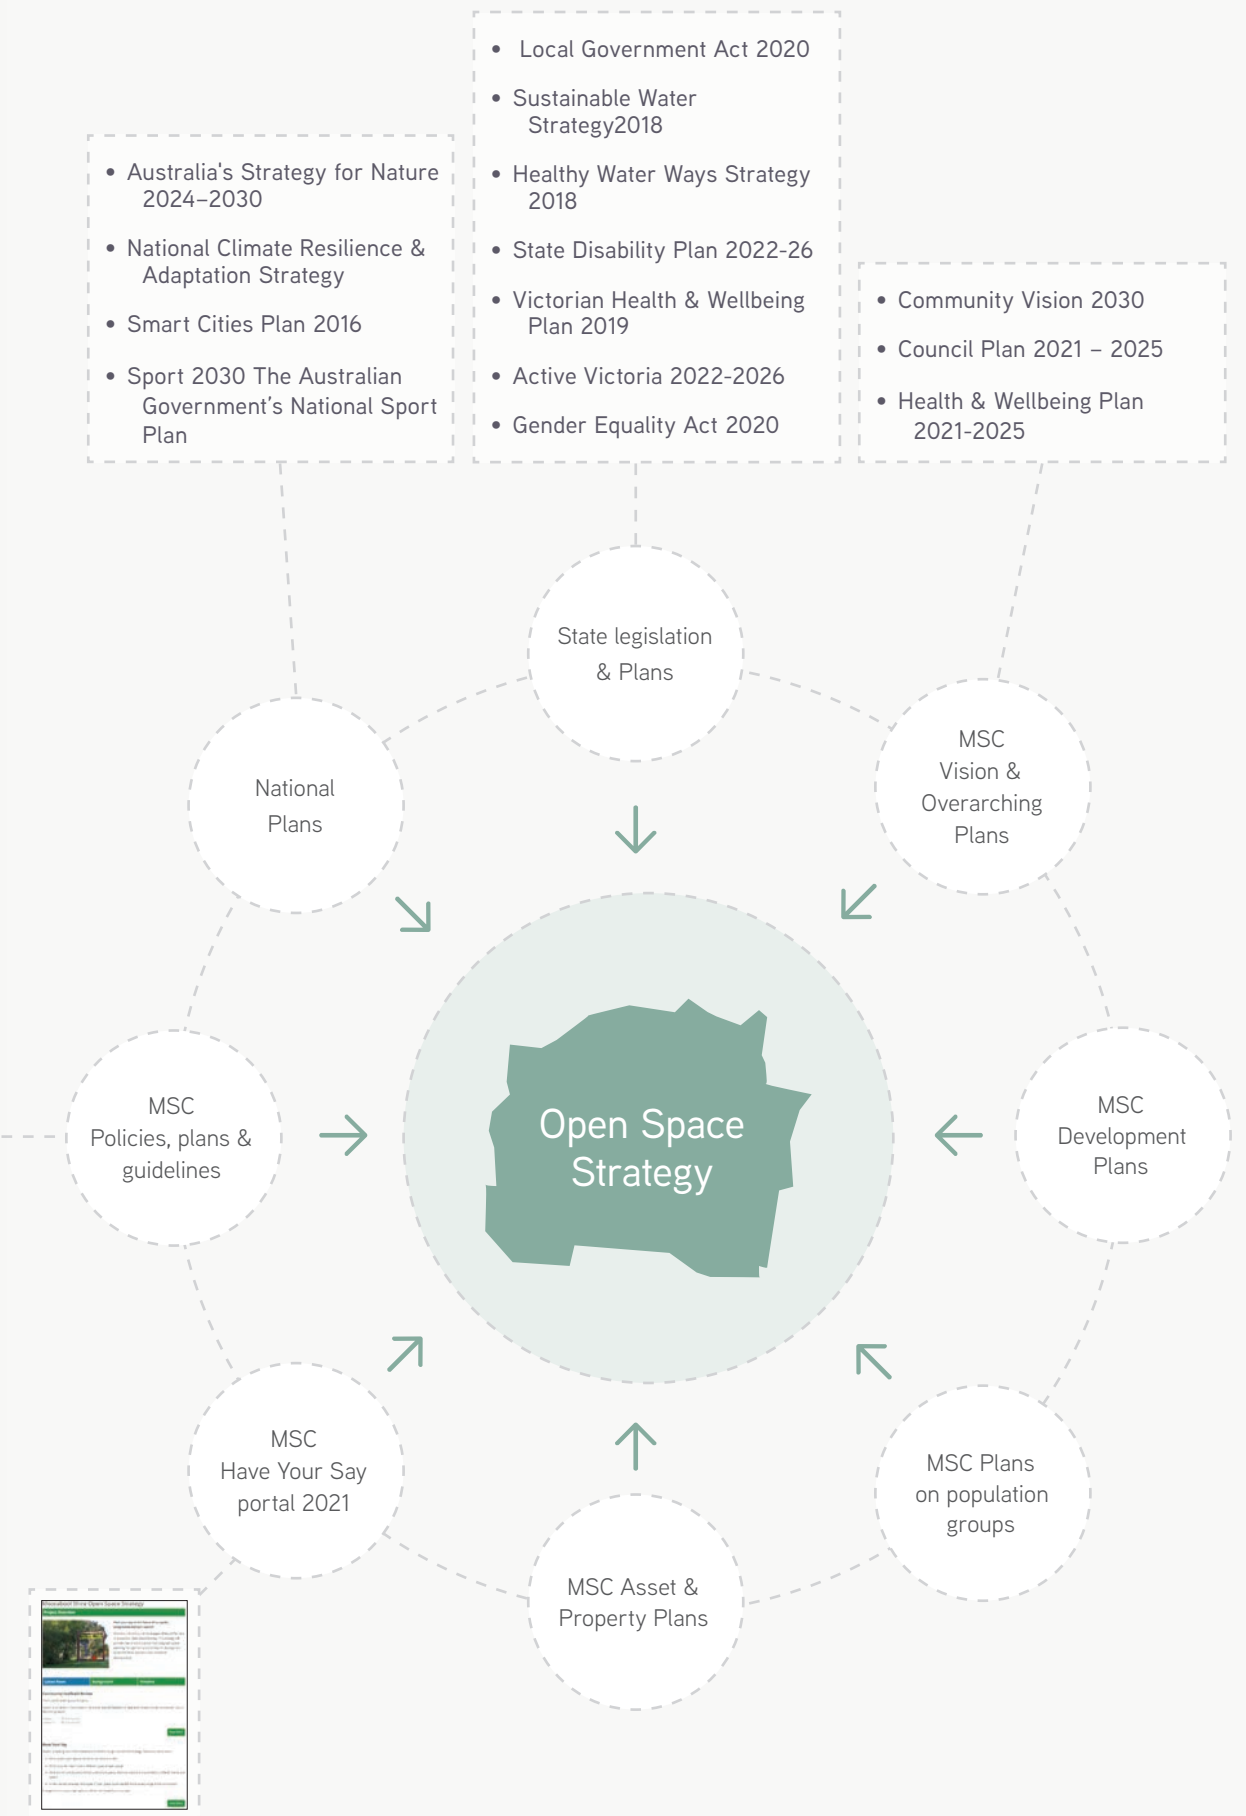 • Australia's Strategy for Nature
2024–2030
• National Climate Resilience &
Adaptation Strategy
• Smart Cities Plan 2016
• Sport 2030 The Australian
Government’s National Sport
Plan
• Local Government Act 2020
• Sustainable Water
Strategy2018
• Healthy Water Ways Strategy
2018
• State Disability Plan 2022-26
• Victorian Health & Wellbeing
Plan 2019
• Active Victoria 2022-2026
• Gender Equality Act 2020
• Community Vision 2030
• Council Plan 2021 – 2025
• Health & Wellbeing Plan
2021-2025
State legislation
& Plans
National
Plans
MSC
Vision &
Overarching
Plans
MSC
Policies, plans &
guidelines
Open Space
Strategy
MSC
Development
Plans
MSC
Have Your Say
portal 2021
MSC Plans
on population
groups
MSC Asset &
Property Plans
Shire Open Space Strategy